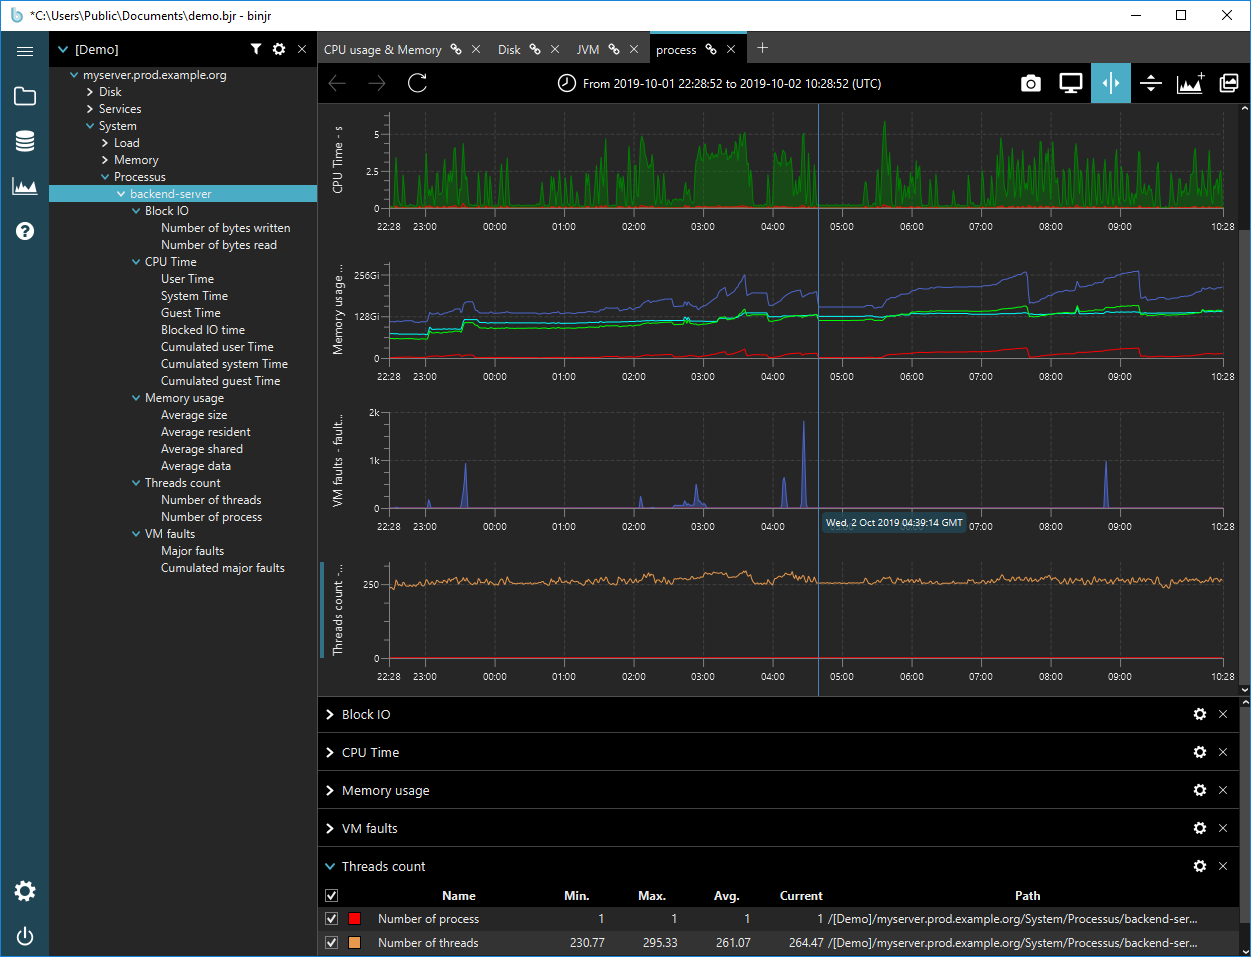 *C:\Users\Public\Documents\demo.bjr - binjr
[Demo]
myserver.prod.example.org
Disk
Services
System
Load
Memory
Processus
backend-server
Block IO
Number of bytes written
Number of bytes read
CPU Time
User Time
System Time
Guest Time
Blocked IO time
Cumulated user Time
Cumulated system Time
Cumulated guest Time
Memory usage
Average size
Average resident
Average shared
Average data
Threads count
Number of threads
Number of process
VM faults
Major faults
Cumulated major faults
CPU usage & Memory Disk JVM process
From 2019-10-01 22:28:52 to 2019-10-02 10:28:52 (UTC)
CPU Time - s
5
2.5
0
22:28 23:00 00:00 01:00 02:00 03:00 04:00 05:00 06:00 07:00 08:00 09:00 10:28
Memory usage ...
256Gi
128Gi
0
22:28 23:00 00:00 01:00 02:00 03:00 04:00 05:00 06:00 07:00 08:00 09:00 10:28
VM faults - fault...
2k
1k
0
22:28 23:00 00:00 01:00 02:00 03:00 04:00 07:00 08:00 09:00 10:28
Wed, 2 Oct 2019 04:39:14 GMT
Threads count ...
250
0
22:28 23:00 00:00 01:00 02:00 03:00 04:00 05:00 06:00 07:00 08:00 09:00 10:28
Block IO
CPU Time
Memory usage
VM faults
Threads count
Name Min. Max. Avg. Current Path
Number of process 1 1 1 1 /[Demo]/myserver.prod.example.org/System/Processus/backend-ser...
Number of threads 230.77 295.33 261.07 264.47 /[Demo]/myserver.prod.example.org/System/Processus/backend-ser...